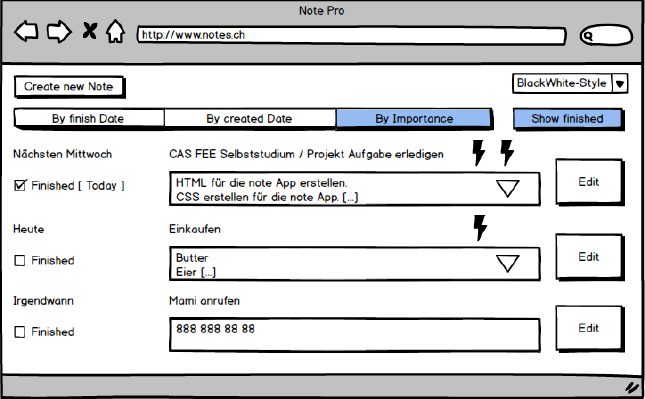 Note Pro
http://www.notes.ch
Create new Note
BlackWhite-Style
By finish Date
By created Date
By Importance
Show finished
Nächsten Mittwoch
CAS FEE Selbststudium / Projekt Aufgabe erledigen
Finished [ Today ]
HTML für die note App erstellen.
CSS erstellen für die note App. [...]
Edit
Heute
Einkaufen
Finished
Butter
Eier [...]
Edit
Irgendwann
Mami anrufen
Finished
888 888 88 88
Edit